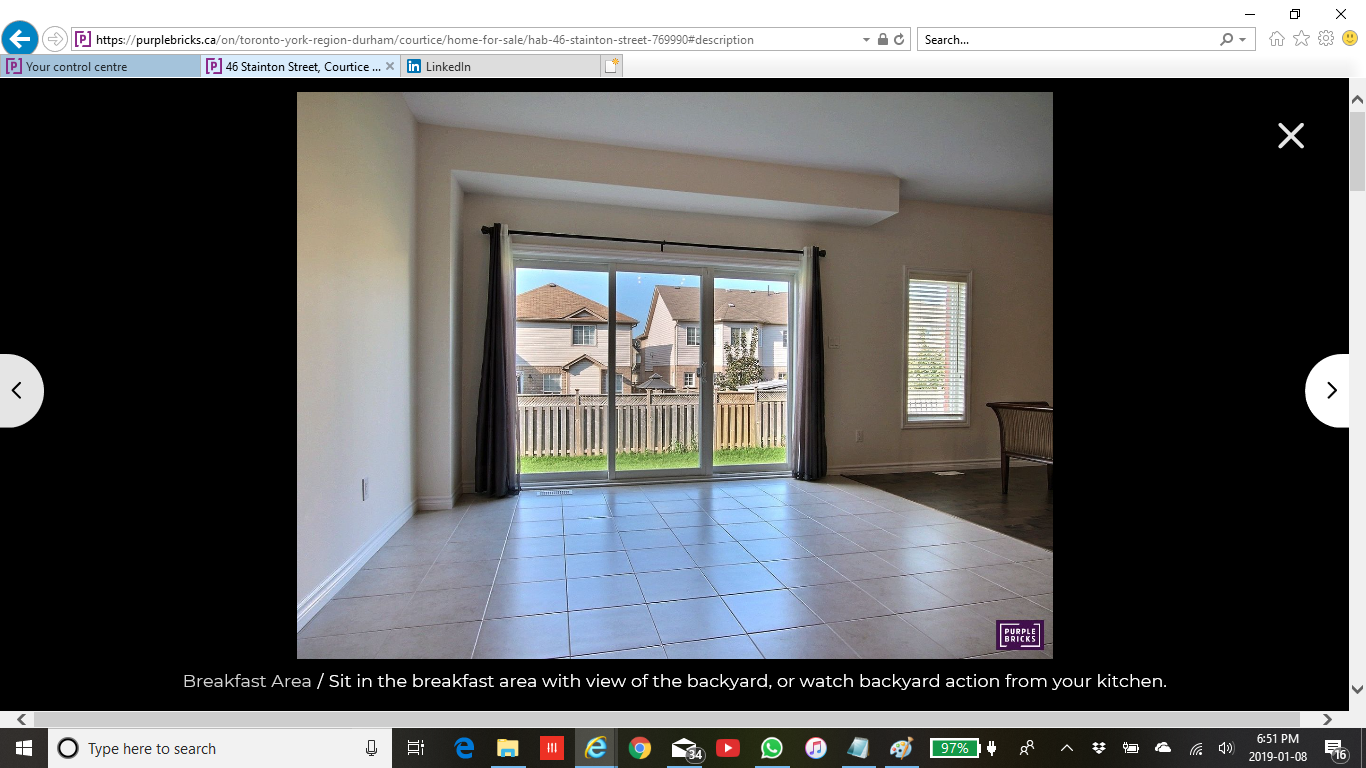 https://purplebricks.ca/on/toronto-york-region-durham/courtice/home-for-sale/hab-46-stainton-street-769990#description
Search...
Your control centre
46 Stainton Street, Courtice ...
LinkedIn
PURPLE
BRICKS
Breakfast Area / Sit in the breakfast area with view of the backyard, or watch backyard action from your kitchen.
Type here to search
34
97%
6:51 PM
2019-01-08
16